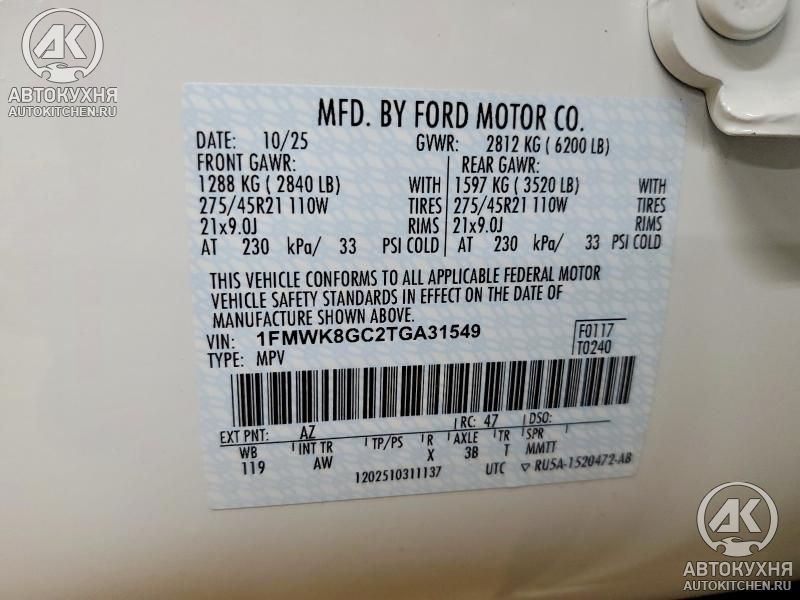 AK
АВТОКУХНЯ
AUTOKITCHEN.RU
MFD. BY FORD MOTOR CO.
DATE: 10/25 GVWR: 2812 KG ( 6200 LB)
FRONT GAWR: REAR GAWR:
1288 KG ( 2840 LB) WITH 1597 KG ( 3520 LB) WITH
275/45R21 110W TIRES 275/45R21 110W TIRES
21x9.0J RIMS 21x9.0J RIMS
AT 230 kPa/ 33 PSI COLD AT 230 kPa/ 33 PSI COLD
THIS VEHICLE CONFORMS TO ALL APPLICABLE FEDERAL MOTOR
VEHICLE SAFETY STANDARDS IN EFFECT ON THE DATE OF
MANUFACTURE SHOWN ABOVE.
VIN: 1FMWK8GC2TGA31549 F0117
TYPE: MPV T0240
EXT PNT: AZ RC: 47 DSO:
WB INT TR TP/PS R AXLE TR SPR
119 AW X 3B T MMTT
1202510311137 UTC ▽ RU5A-1520472-AB
AK
АВТОКУХНЯ
AUTOKITCHEN.RU